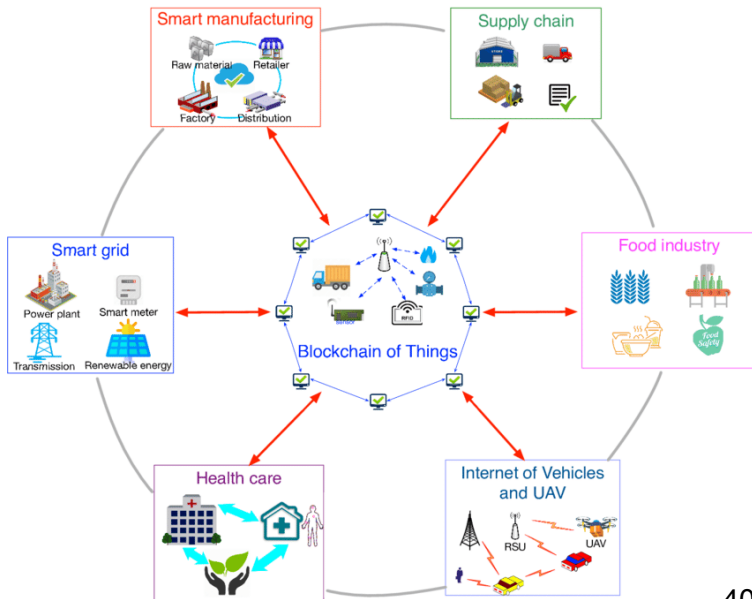 Smart manufacturing
Raw material
Retailer
Factory
Distribution
Supply chain
Smart grid
Power plant
Smart meter
Transmission
Renewable energy
sensor
RFID
Blockchain of Things
Food industry
Food
Safety
Health care
Internet of Vehicles
and UAV
RSU
UAV
40